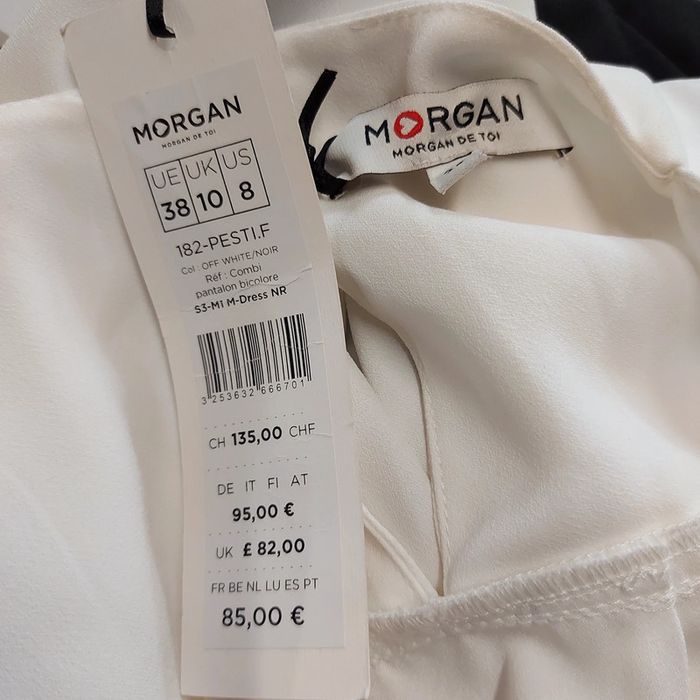 MORGAN
MORGAN DE TOI
UE UK US
38 10 8
182-PESTI.F
Col : OFF WHITE/NOIR
Réf : Combi
pantalon bicolore
S3-M1 M-Dress NR
3 253632 666701
CH 135,00 CHF
DE IT FI AT
95,00 €
UK £ 82,00
FR BE NL LU ES PT
85,00 €
MORGAN
MORGAN DE TOI